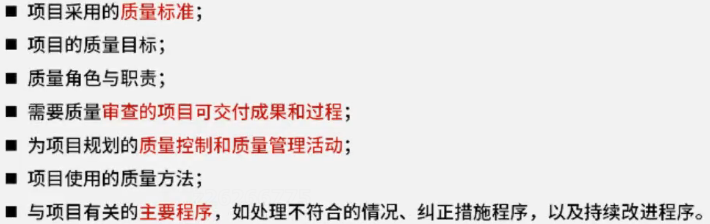 ■ 项目采用的质量标准；
■ 项目的质量目标；
■ 质量角色与职责；
■ 需要质量审查的项目可交付成果和过程；
■ 为项目规划的质量控制和质量管理活动；
■ 项目使用的质量方法；
■ 与项目有关的主要程序，如处理不符合的情况、纠正措施程序，以及持续改进程序。